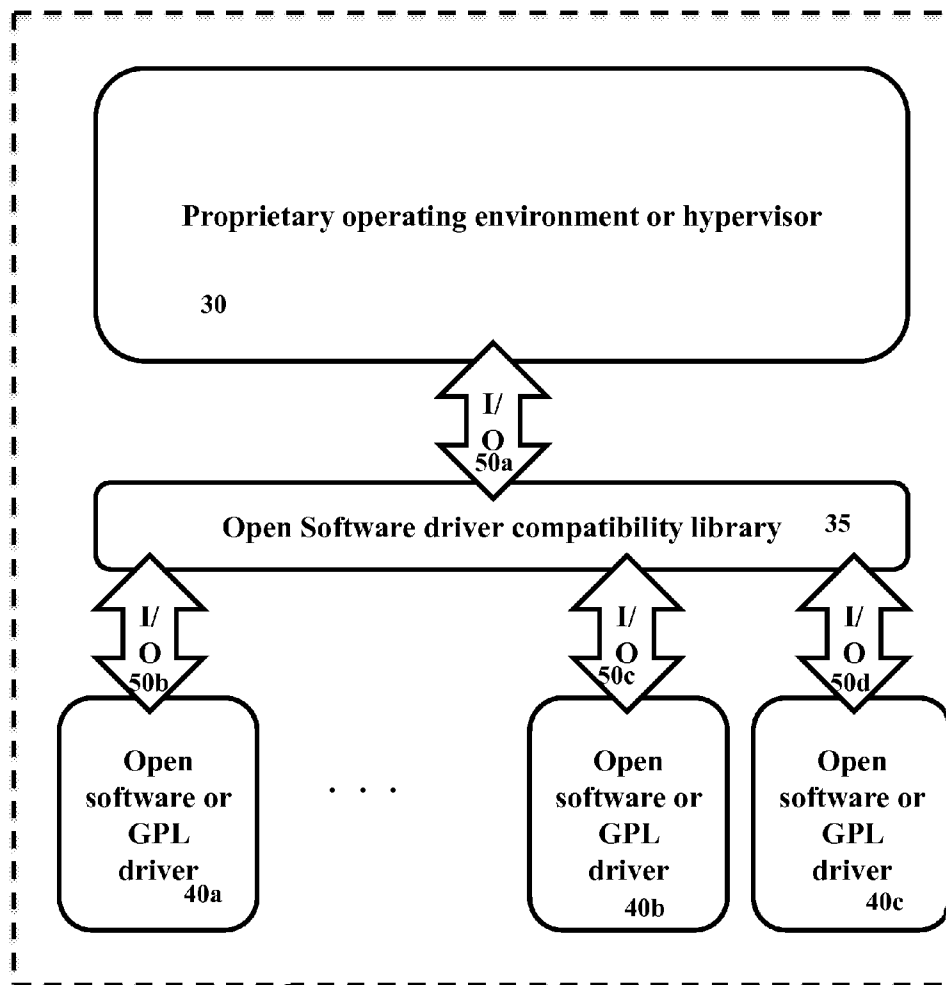 Proprietary operating environment or hypervisor
30
I/
O
50a
Open Software driver compatibility library
35
I/
O
50b
I/
O
50c
I/
O
50d
Open
software or
GPL
driver
40a
. . .
Open
software or
GPL
driver
40b
Open
software or
GPL
driver
40c